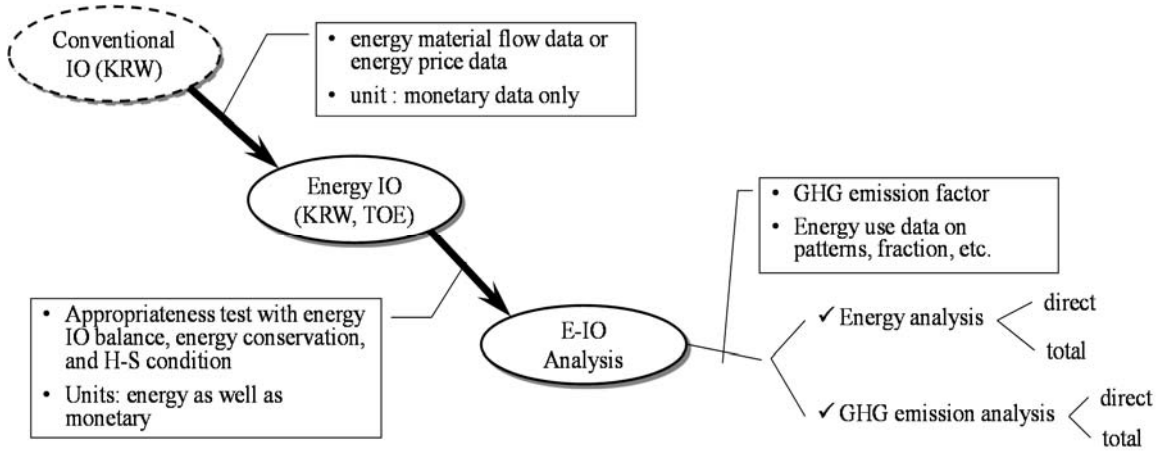 Conventional
IO (KRW)
• energy material flow data or
energy price data
• unit : monetary data only
Energy IO
(KRW, TOE)
• GHG emission factor
• Energy use data on
patterns, fraction, etc.
• Appropriateness test with energy
IO balance, energy conservation,
and H-S condition
• Units: energy as well as
monetary
E-IO
Analysis
✓ Energy analysis
direct
total
✓ GHG emission analysis
direct
total